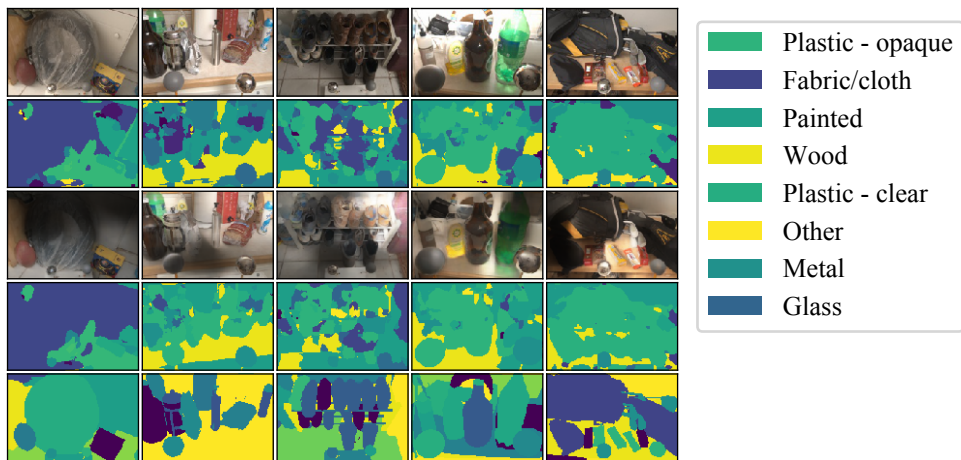 Plastic - opaque
Fabric/cloth
Painted
Wood
Plastic - clear
Other
Metal
Glass